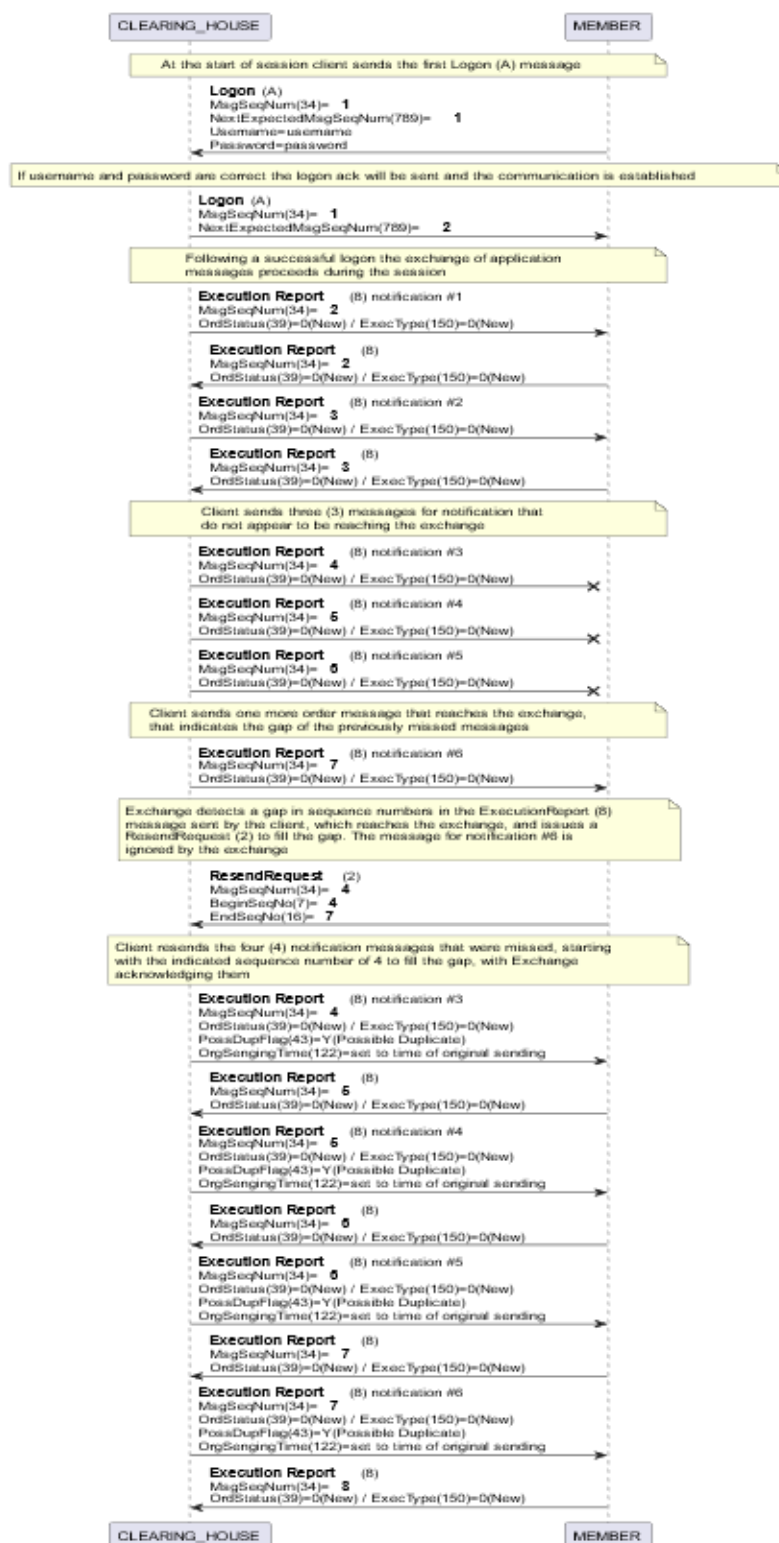 CLEARING_HOUSE MEMBER
At the start of session client sends the first Logon (A) message
Logon (A)
MsgSeqNum(34)= 1
NextExpectedMsgSeqNum(789)= 1
Username=username
Password=password
If username and password are correct the logon ack will be sent and the communication is established
Logon (A)
MsgSeqNum(34)= 1
NextExpectedMsgSeqNum(789)= 2
Following a successful logon the exchange of application
messages proceeds during the session
Execution Report (8) notification #1
MsgSeqNum(34)= 2
OrdStatus(39)=0(New) / ExecType(150)=0(New)
Execution Report (8)
MsgSeqNum(34)= 2
OrdStatus(39)=0(New) / ExecType(150)=0(New)
Execution Report (8) notification #2
MsgSeqNum(34)= 3
OrdStatus(39)=0(New) / ExecType(150)=0(New)
Execution Report (8)
MsgSeqNum(34)= 3
OrdStatus(39)=0(New) / ExecType(150)=0(New)
Client sends three (3) messages for notification that
do not appear to be reaching the exchange
Execution Report (8) notification #3
MsgSeqNum(34)= 4
OrdStatus(39)=0(New) / ExecType(150)=0(New)
Execution Report (8) notification #4
MsgSeqNum(34)= 5
OrdStatus(39)=0(New) / ExecType(150)=0(New)
Execution Report (8) notification #5
MsgSeqNum(34)= 6
OrdStatus(39)=0(New) / ExecType(150)=0(New)
Client sends one more order message that reaches the exchange,
that indicates the gap of the previously missed messages
Execution Report (8) notification #6
MsgSeqNum(34)= 7
OrdStatus(39)=0(New) / ExecType(150)=0(New)
Exchange detects a gap in sequence numbers in the ExecutionReport (8)
message sent by the client, which reaches the exchange, and issues a
ResendRequest (2) to fill the gap. The message for notification #6 is
ignored by the exchange
ResendRequest (2)
MsgSeqNum(34)= 4
BeginSeqNo(7)= 4
EndSeqNo(16)= 7
Client resends the four (4) notification messages that were missed, starting
with the indicated sequence number of 4 to fill the gap, with Exchange
acknowledging them
Execution Report (8) notification #3
MsgSeqNum(34)= 4
OrdStatus(39)=0(New) / ExecType(150)=0(New)
PossDupFlag(43)=Y(Possible Duplicate)
OrgSengingTime(122)=set to time of original sending
Execution Report (8)
MsgSeqNum(34)= 5
OrdStatus(39)=0(New) / ExecType(150)=0(New)
Execution Report (8) notification #4
MsgSeqNum(34)= 5
OrdStatus(39)=0(New) / ExecType(150)=0(New)
PossDupFlag(43)=Y(Possible Duplicate)
OrgSengingTime(122)=set to time of original sending
Execution Report (8)
MsgSeqNum(34)= 6
OrdStatus(39)=0(New) / ExecType(150)=0(New)
Execution Report (8) notification #5
MsgSeqNum(34)= 6
OrdStatus(39)=0(New) / ExecType(150)=0(New)
PossDupFlag(43)=Y(Possible Duplicate)
OrgSengingTime(122)=set to time of original sending
Execution Report (8)
MsgSeqNum(34)= 7
OrdStatus(39)=0(New) / ExecType(150)=0(New)
Execution Report (8) notification #6
MsgSeqNum(34)= 7
OrdStatus(39)=0(New) / ExecType(150)=0(New)
PossDupFlag(43)=Y(Possible Duplicate)
OrgSengingTime(122)=set to time of original sending
Execution Report (8)
MsgSeqNum(34)= 8
OrdStatus(39)=0(New) / ExecType(150)=0(New)
CLEARING_HOUSE MEMBER